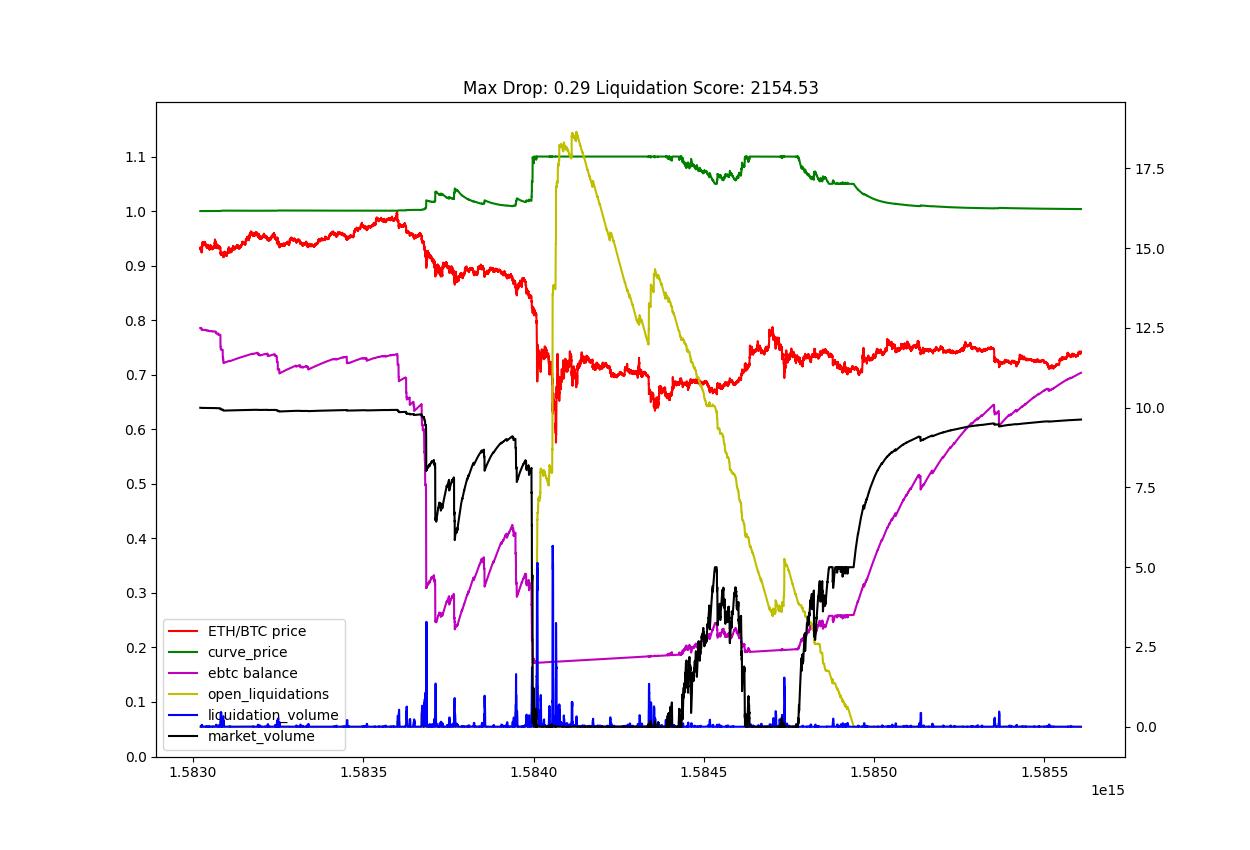 Max Drop: 0.29 Liquidation Score: 2154.53
1.1
1.0
0.9
0.8
0.7
0.6
0.5
0.4
0.3
0.2
0.1
0.0
17.5
15.0
12.5
10.0
7.5
5.0
2.5
0.0
ETH/BTC price
curve_price
ebtc balance
open_liquidations
liquidation_volume
market_volume
1.5830 1.5835 1.5840 1.5845 1.5850 1.5855
1e15